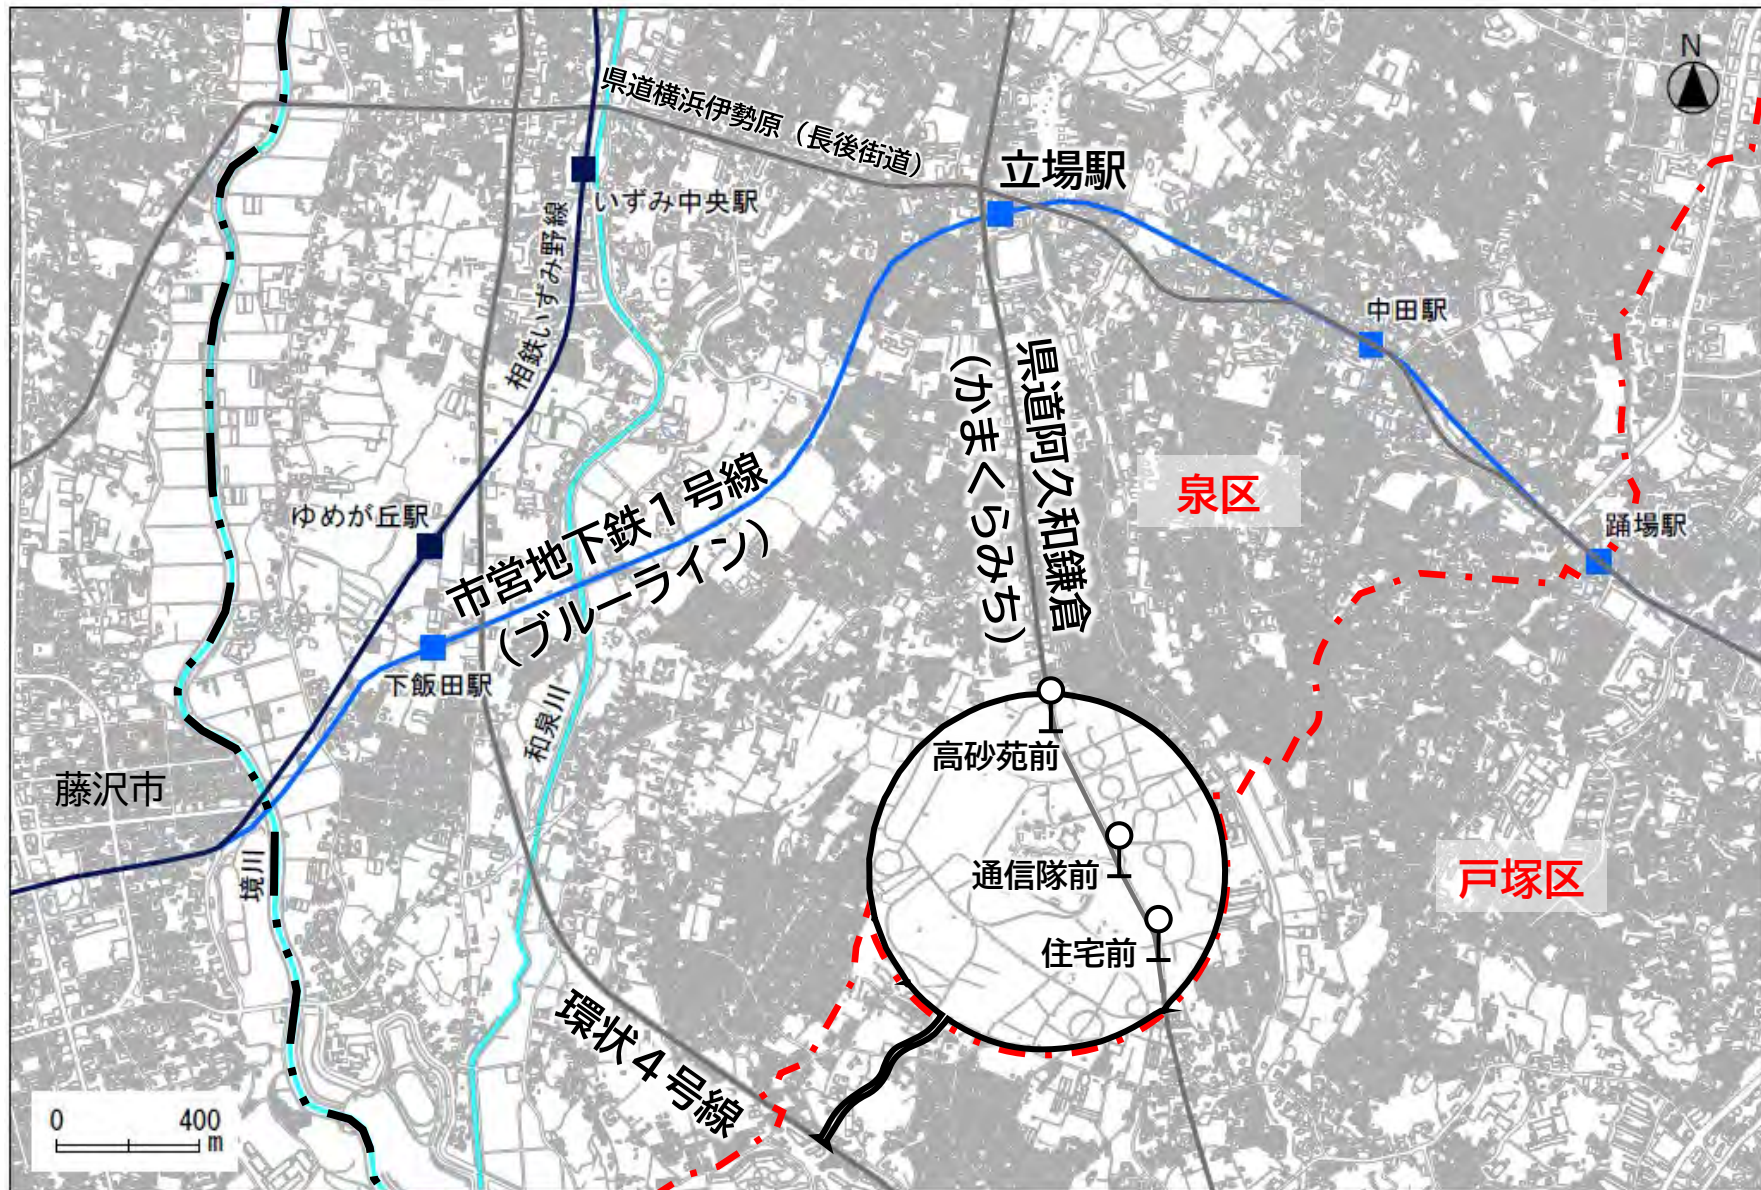 N
県道横浜伊勢原（長後街道）
立場駅
いずみ中央駅
相鉄いずみ野線
中田駅
県道阿久和鎌倉
（かまくらみち）
泉区
踊場駅
ゆめが丘駅
市営地下鉄１号線
（ブルーライン）
下飯田駅
和泉川
高砂苑前
藤沢市
境川
通信隊前
戸塚区
住宅前
環状４号線
0 400
m